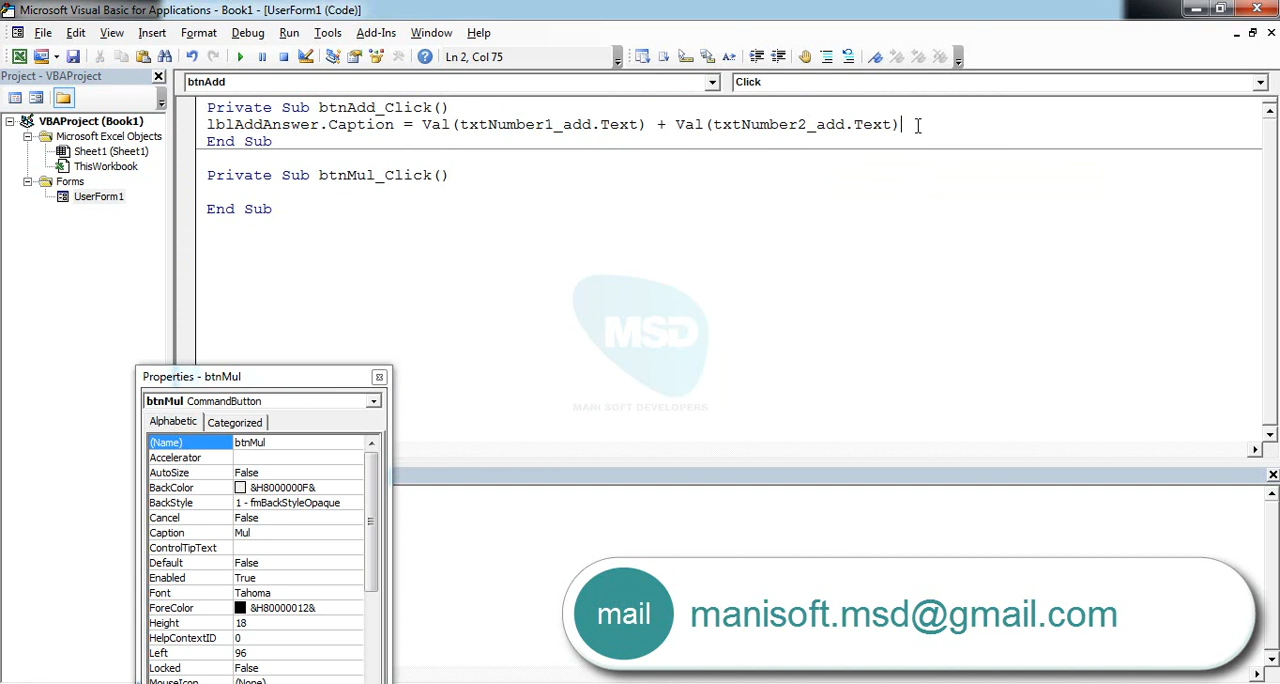 Microsoft Visual Basic for Applications - Book1 - [UserForm1 (Code)]
File Edit View Insert Format Debug Run Tools Add-Ins Window Help
Ln 2, Col 75
Project - VBAProject
btnAdd
Click
VBAProject (Book1)
Microsoft Excel Objects
Sheet1 (Sheet1)
ThisWorkbook
Forms
UserForm1
Private Sub btnAdd_Click()
lblAddAnswer.Caption = Val(txtNumber1_add.Text) + Val(txtNumber2_add.Text)
End Sub
Private Sub btnMul_Click()
End Sub
MSD
MANI SOFT DEVELOPERS
Properties - btnMul
btnMul CommandButton
Alphabetic Categorized
(Name) btnMul
Accelerator
AutoSize False
BackColor &H8000000F&
BackStyle 1 - fmBackStyleOpaque
Cancel False
Caption Mul
ControlTipText
Default False
Enabled True
Font Tahoma
ForeColor &H80000012&
Height 18
HelpContextID 0
Left 96
Locked False
MouseIcon (None)
mail manisoft.msd@gmail.com